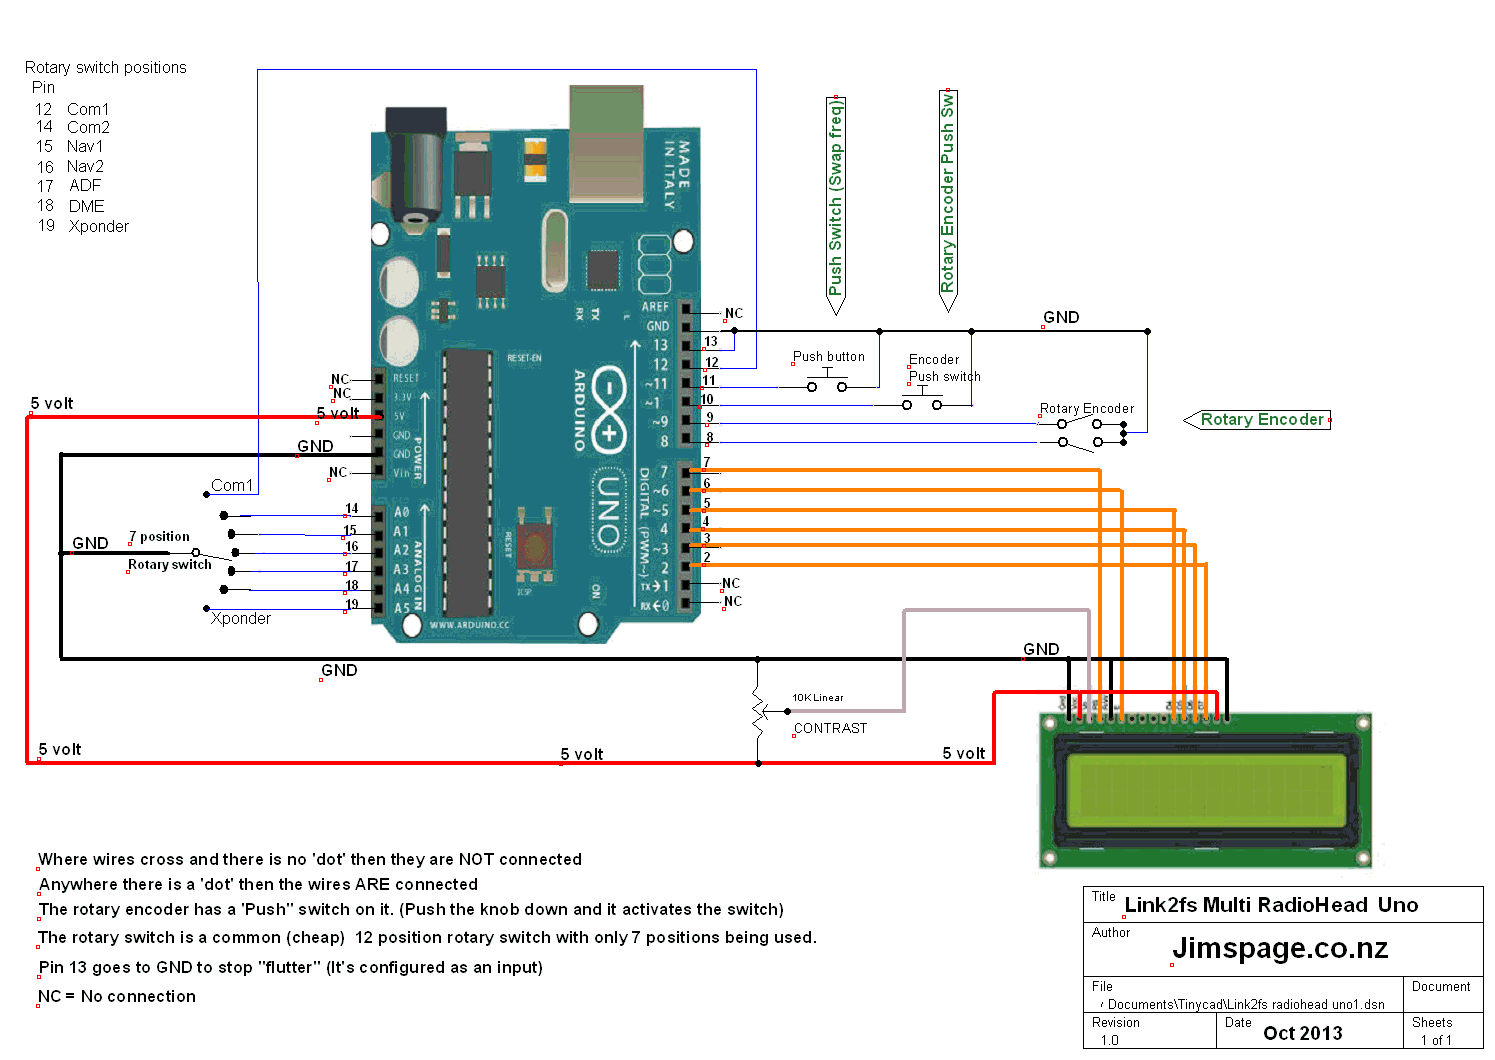 Rotary switch positions
Pin
12 Com1
14 Com2
15 Nav1
16 Nav2
17 ADF
18 DME
19 Xponder
Push Switch (Swap freq)
Rotary Encoder Push Sw
MADE
IN ITALY
AREF
GND
13
12
~11
~1
~9
8
7
~6
~5
4
~3
2
TX→1
RX←0
NC
13
12
11
10
9
8
7
6
5
4
3
2
NC
NC
GND
Push button
Encoder
Push switch
Rotary Encoder
Rotary Encoder
TX
RX
RESET-EN
ARDUINO
UNO
DIGITAL (PWM~)
RESET
ICSP
ON
WWW.ARDUINO.CC
NC
NC
5 volt
5 volt
GND
NC
RESET
3.3V
5V
GND
GND
Vin
POWER
Com1
14
15
16
17
18
19
A0
A1
A2
A3
A4
A5
ANALOG IN
GND
7 position
Rotary switch
Xponder
GND
GND
10K Linear
CONTRAST
5 volt
5 volt
5 volt
Where wires cross and there is no 'dot' then they are NOT connected
Anywhere there is a 'dot' then the wires ARE connected
The rotary encoder has a 'Push" switch on it. (Push the knob down and it activates the switch)
The rotary switch is a common (cheap) 12 position rotary switch with only 7 positions being used.
Pin 13 goes to GND to stop "flutter" (It's configured as an input)
NC = No connection
Title Link2fs Multi RadioHead Uno
Author
Jimspage.co.nz
File
Documents\Tinycad\Link2fs radiohead uno1.dsn
Document
Revision
1.0
Date Oct 2013
Sheets
1 of 1